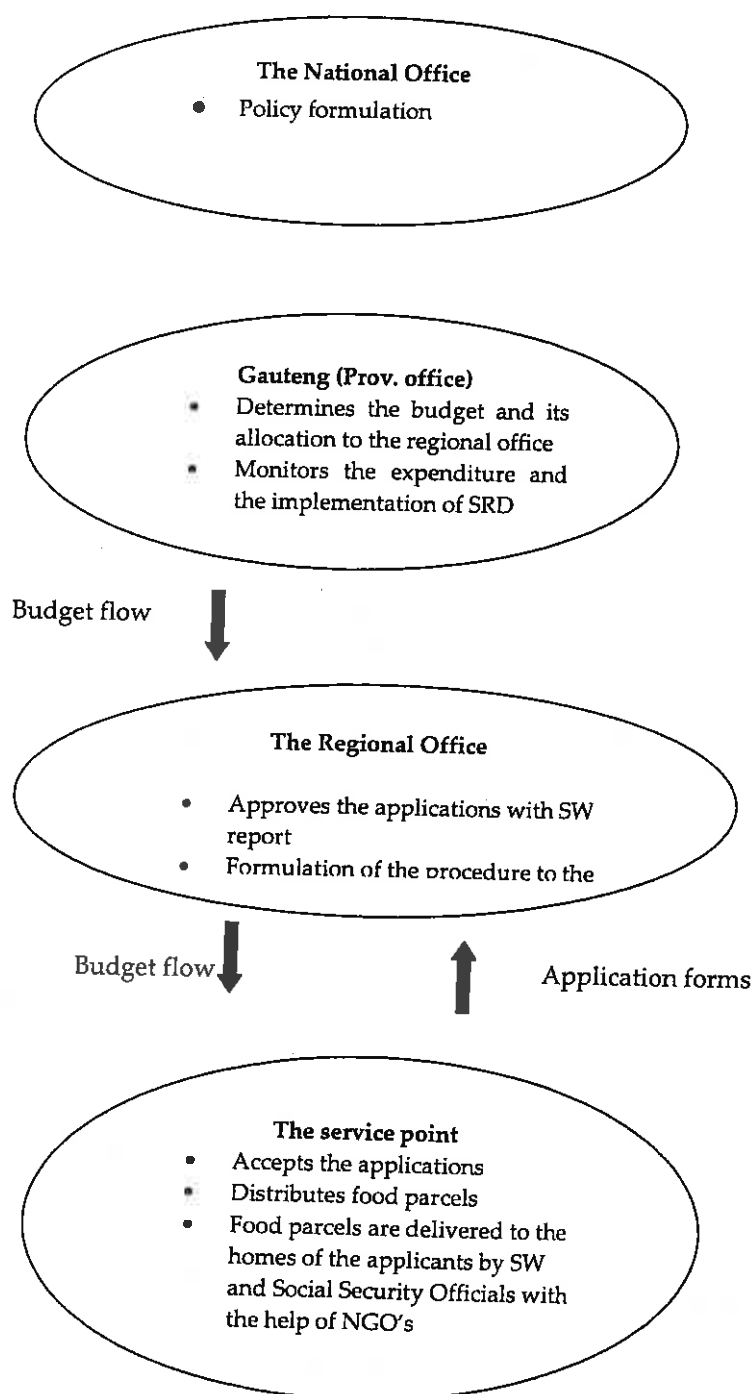 The National Office
• Policy formulation
Gauteng (Prov. office)
• Determines the budget and its
allocation to the regional office
• Monitors the expenditure and
the implementation of SRD
Budget flow
The Regional Office
• Approves the applications with SW
report
• Formulation of the procedure to the
Budget flow
Application forms
The service point
• Accepts the applications
• Distributes food parcels
• Food parcels are delivered to the
homes of the applicants by SW
and Social Security Officials with
the help of NGO's